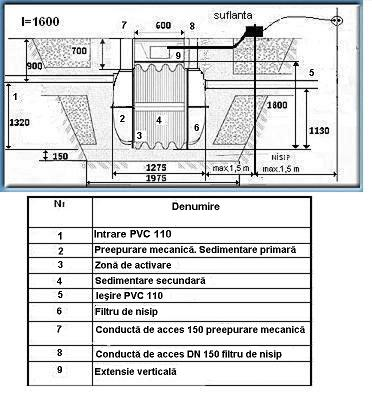 l=1600
7
600
8
suflanta
700
9
900
5
1
1800
1320
2
4
6
1130
3
150
NISIP
1275
max.1,5 m
max.1,5 m
1975
Nr
Denumire
1
Intrare PVC 110
2
Preepurare mecanică. Sedimentare primară
3
Zonă de activare
4
Sedimentare secundară
5
Ieşire PVC 110
6
Filtru de nisip
7
Conductă de acces 150 preepurare mecanică
8
Conductă de acces DN 150 filtru de nisip
9
Extensie verticală